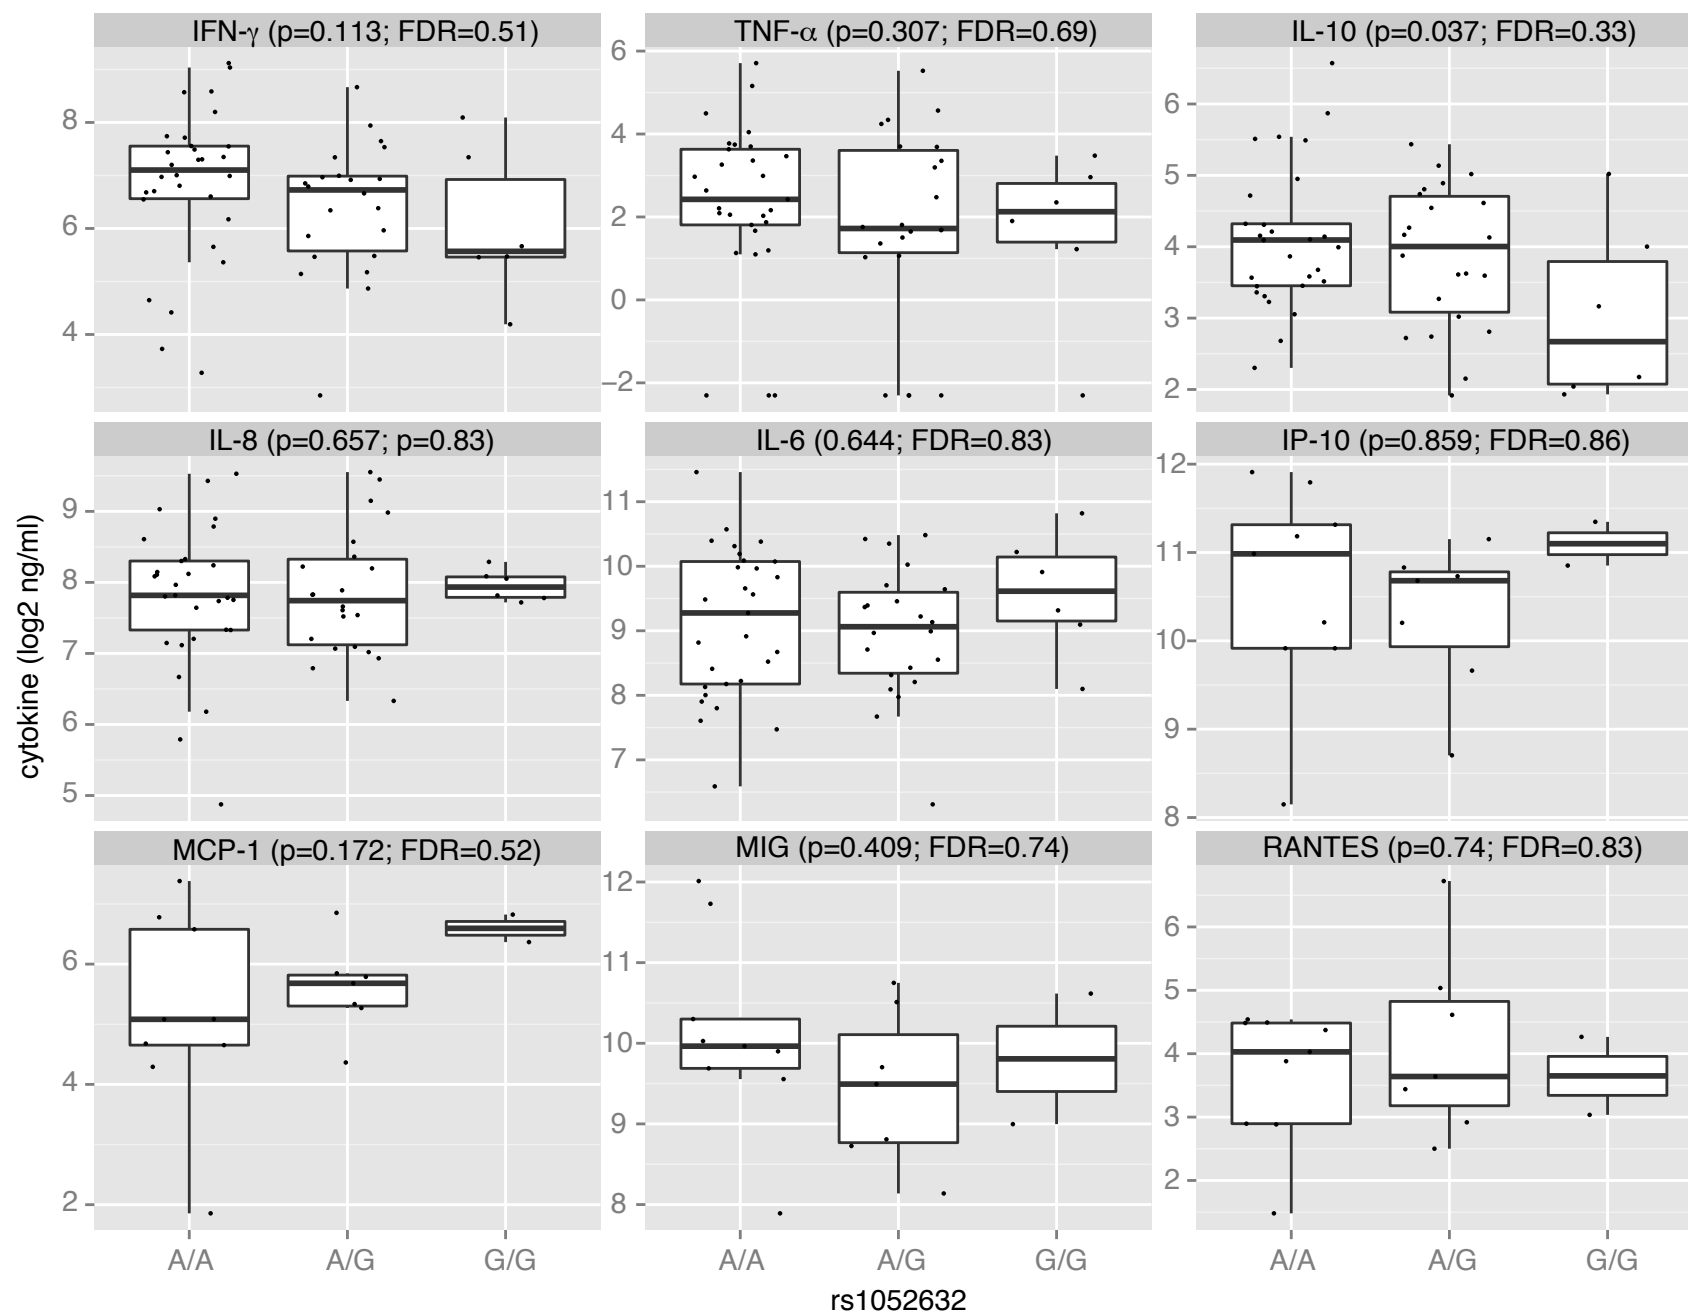 IFN-γ (p=0.113; FDR=0.51)
TNF-α (p=0.307; FDR=0.69)
IL-10 (p=0.037; FDR=0.33)
8
6
4
6
4
2
0
−2
6
5
4
3
2
IL-8 (p=0.657; p=0.83)
IL-6 (0.644; FDR=0.83)
IP-10 (p=0.859; FDR=0.86)
9
8
7
6
5
11
10
9
8
7
12
11
10
9
8
cytokine (log2 ng/ml)
MCP-1 (p=0.172; FDR=0.52)
MIG (p=0.409; FDR=0.74)
RANTES (p=0.74; FDR=0.83)
6
4
2
12
11
10
9
8
6
5
4
3
2
A/A A/G G/G
A/A A/G G/G
A/A A/G G/G
rs1052632